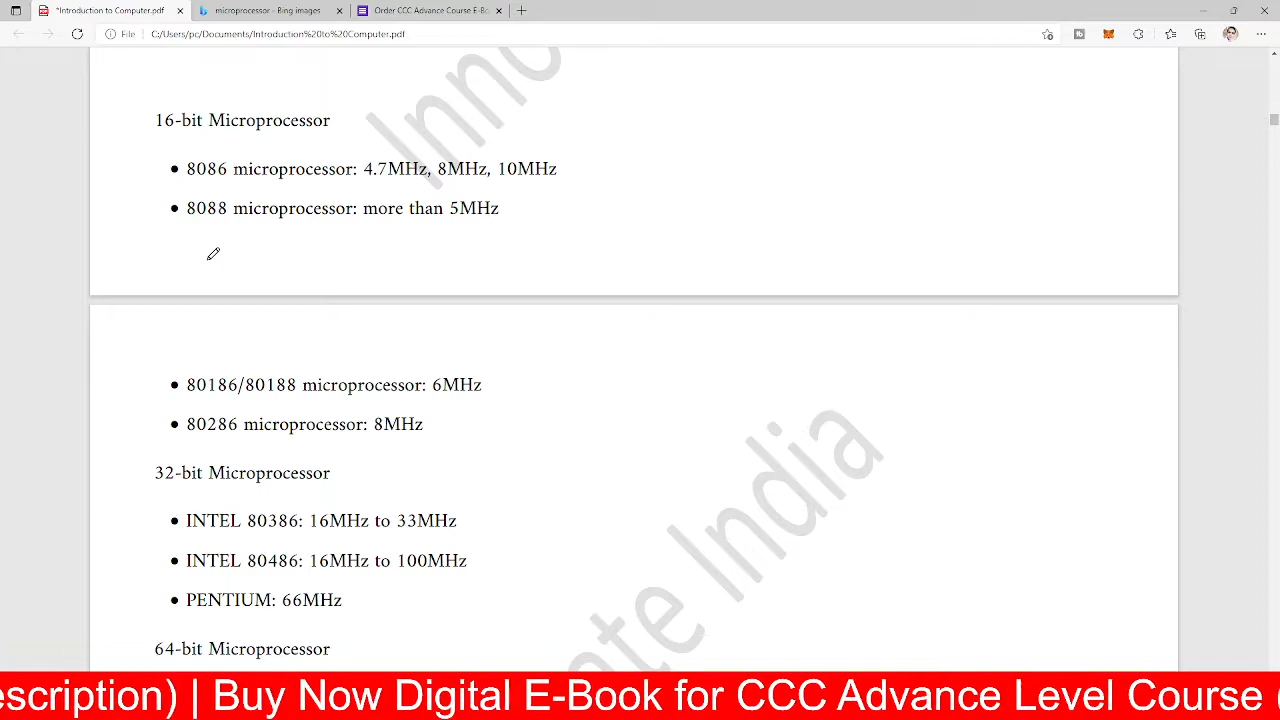 *Introduction to Computer.pdf
microprocessor - Bing images
Order CCC Advance Course E-Bo
File
C:/Users/pc/Documents/Introduction%20to%20Computer.pdf
Inno
16-bit Microprocessor
• 8086 microprocessor: 4.7MHz, 8MHz, 10MHz
• 8088 microprocessor: more than 5MHz
• 80186/80188 microprocessor: 6MHz
• 80286 microprocessor: 8MHz
32-bit Microprocessor
• INTEL 80386: 16MHz to 33MHz
• INTEL 80486: 16MHz to 100MHz
• PENTIUM: 66MHz
64-bit Microprocessor
ate India
escription) | Buy Now Digital E-Book for CCC Advance Level Course